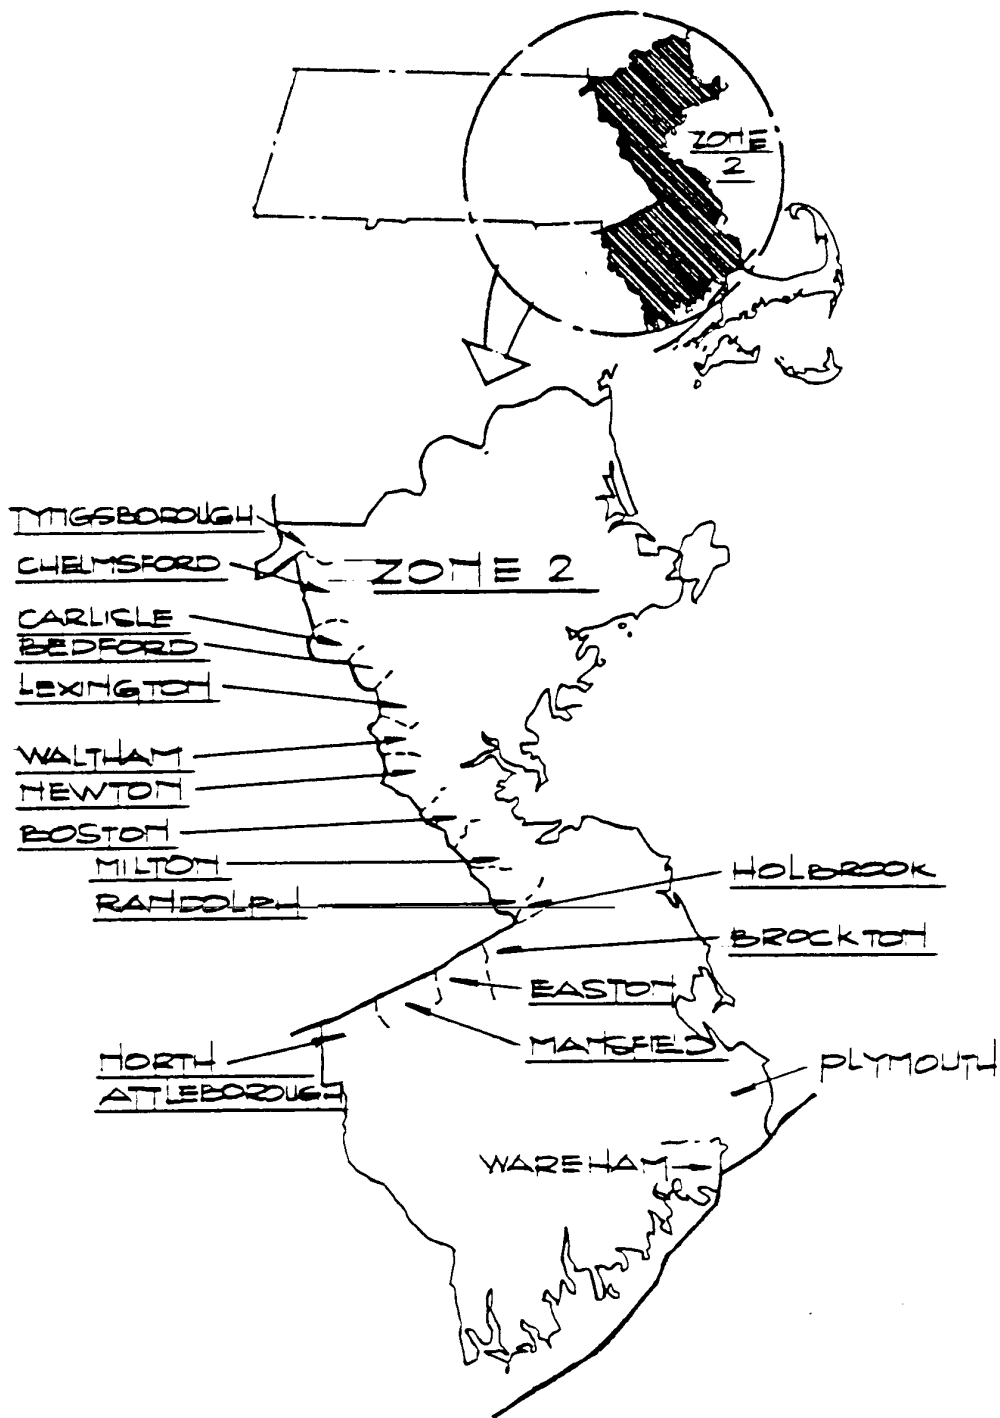 ZONE
2
TYNGSBOROUGH
CHELMSFORD
ZONE 2
CARLISLE
BEDFORD
LEXINGTON
WALTHAM
NEWTON
BOSTON
MILTON
RANDOLPH
HOLBROOK
BROCKTON
EASTON
MANSFIELD
NORTH
ATTLEBOROUGH
PLYMOUTH
WAREHAM